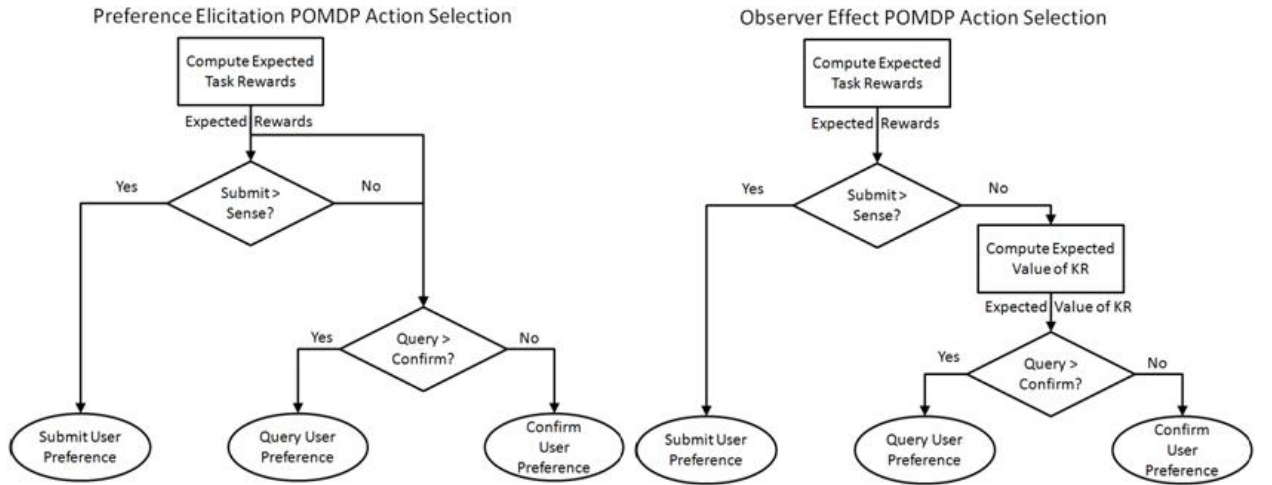 Preference Elicitation POMDP Action Selection
Compute Expected
Task Rewards
Expected Rewards
Yes
Submit >
Sense?
No
Yes
Query >
Confirm?
No
Submit User
Preference
Query User
Preference
Confirm
User
Preference
Observer Effect POMDP Action Selection
Compute Expected
Task Rewards
Expected Rewards
Yes
Submit >
Sense?
No
Compute Expected
Value of KR
Expected Value of KR
Yes
Query >
Confirm?
No
Submit User
Preference
Query User
Preference
Confirm
User
Preference